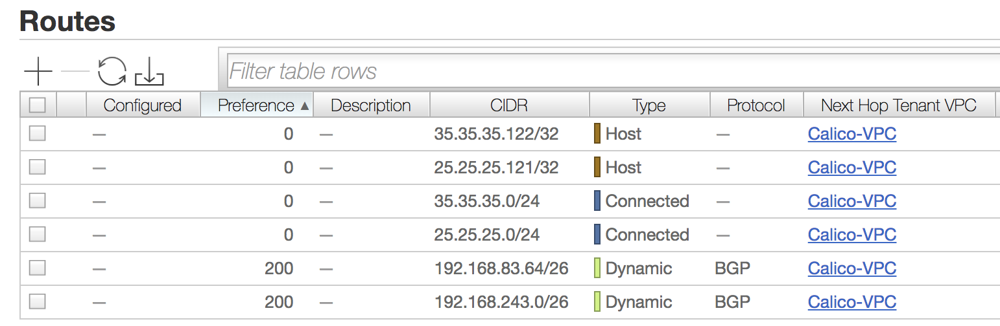 Routes
Filter table rows
Configured Preference ▲ Description CIDR Type Protocol Next Hop Tenant VPC
— 0 — 35.35.35.122/32 Host — Calico-VPC
— 0 — 25.25.25.121/32 Host — Calico-VPC
— 0 — 35.35.35.0/24 Connected — Calico-VPC
— 0 — 25.25.25.0/24 Connected — Calico-VPC
— 200 — 192.168.83.64/26 Dynamic BGP Calico-VPC
— 200 — 192.168.243.0/26 Dynamic BGP Calico-VPC